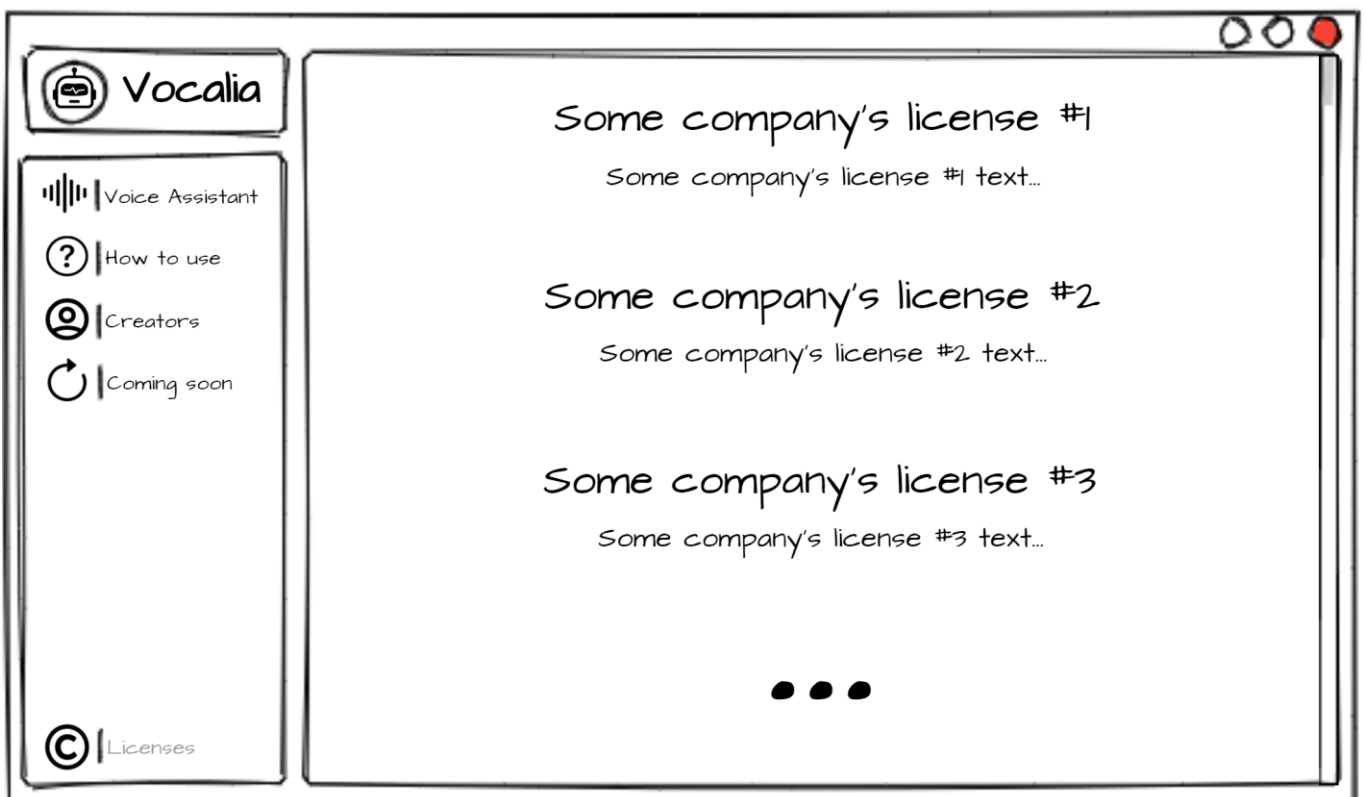 Vocalia
Voice Assistant
How to use
Creators
Coming soon
Licenses
Some company's license #1
Some company's license #1 text...
Some company's license #2
Some company's license #2 text...
Some company's license #3
Some company's license #3 text...